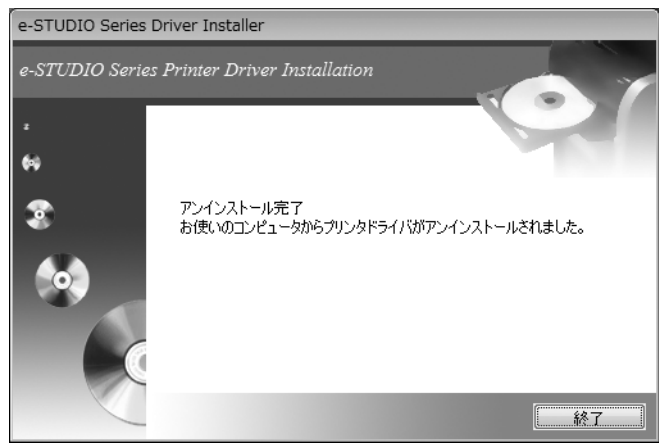 e-STUDIO Series Driver Installer
e-STUDIO Series Printer Driver Installation
アンインストール完了
お使いのコンピュータからプリンタドライバがアンインストールされました。
終了